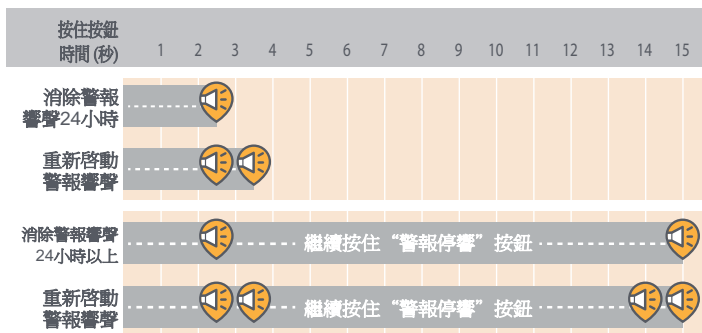 按住按鈕
時間 (秒) 1 2 3 4 5 6 7 8 9 10 11 12 13 14 15
消除警報
響聲24小時
重新啓動
警報響聲
消除警報響聲
24小時以上
繼續按住“警報停響”按鈕
重新啓動
警報響聲
繼續按住“警報停響”按鈕